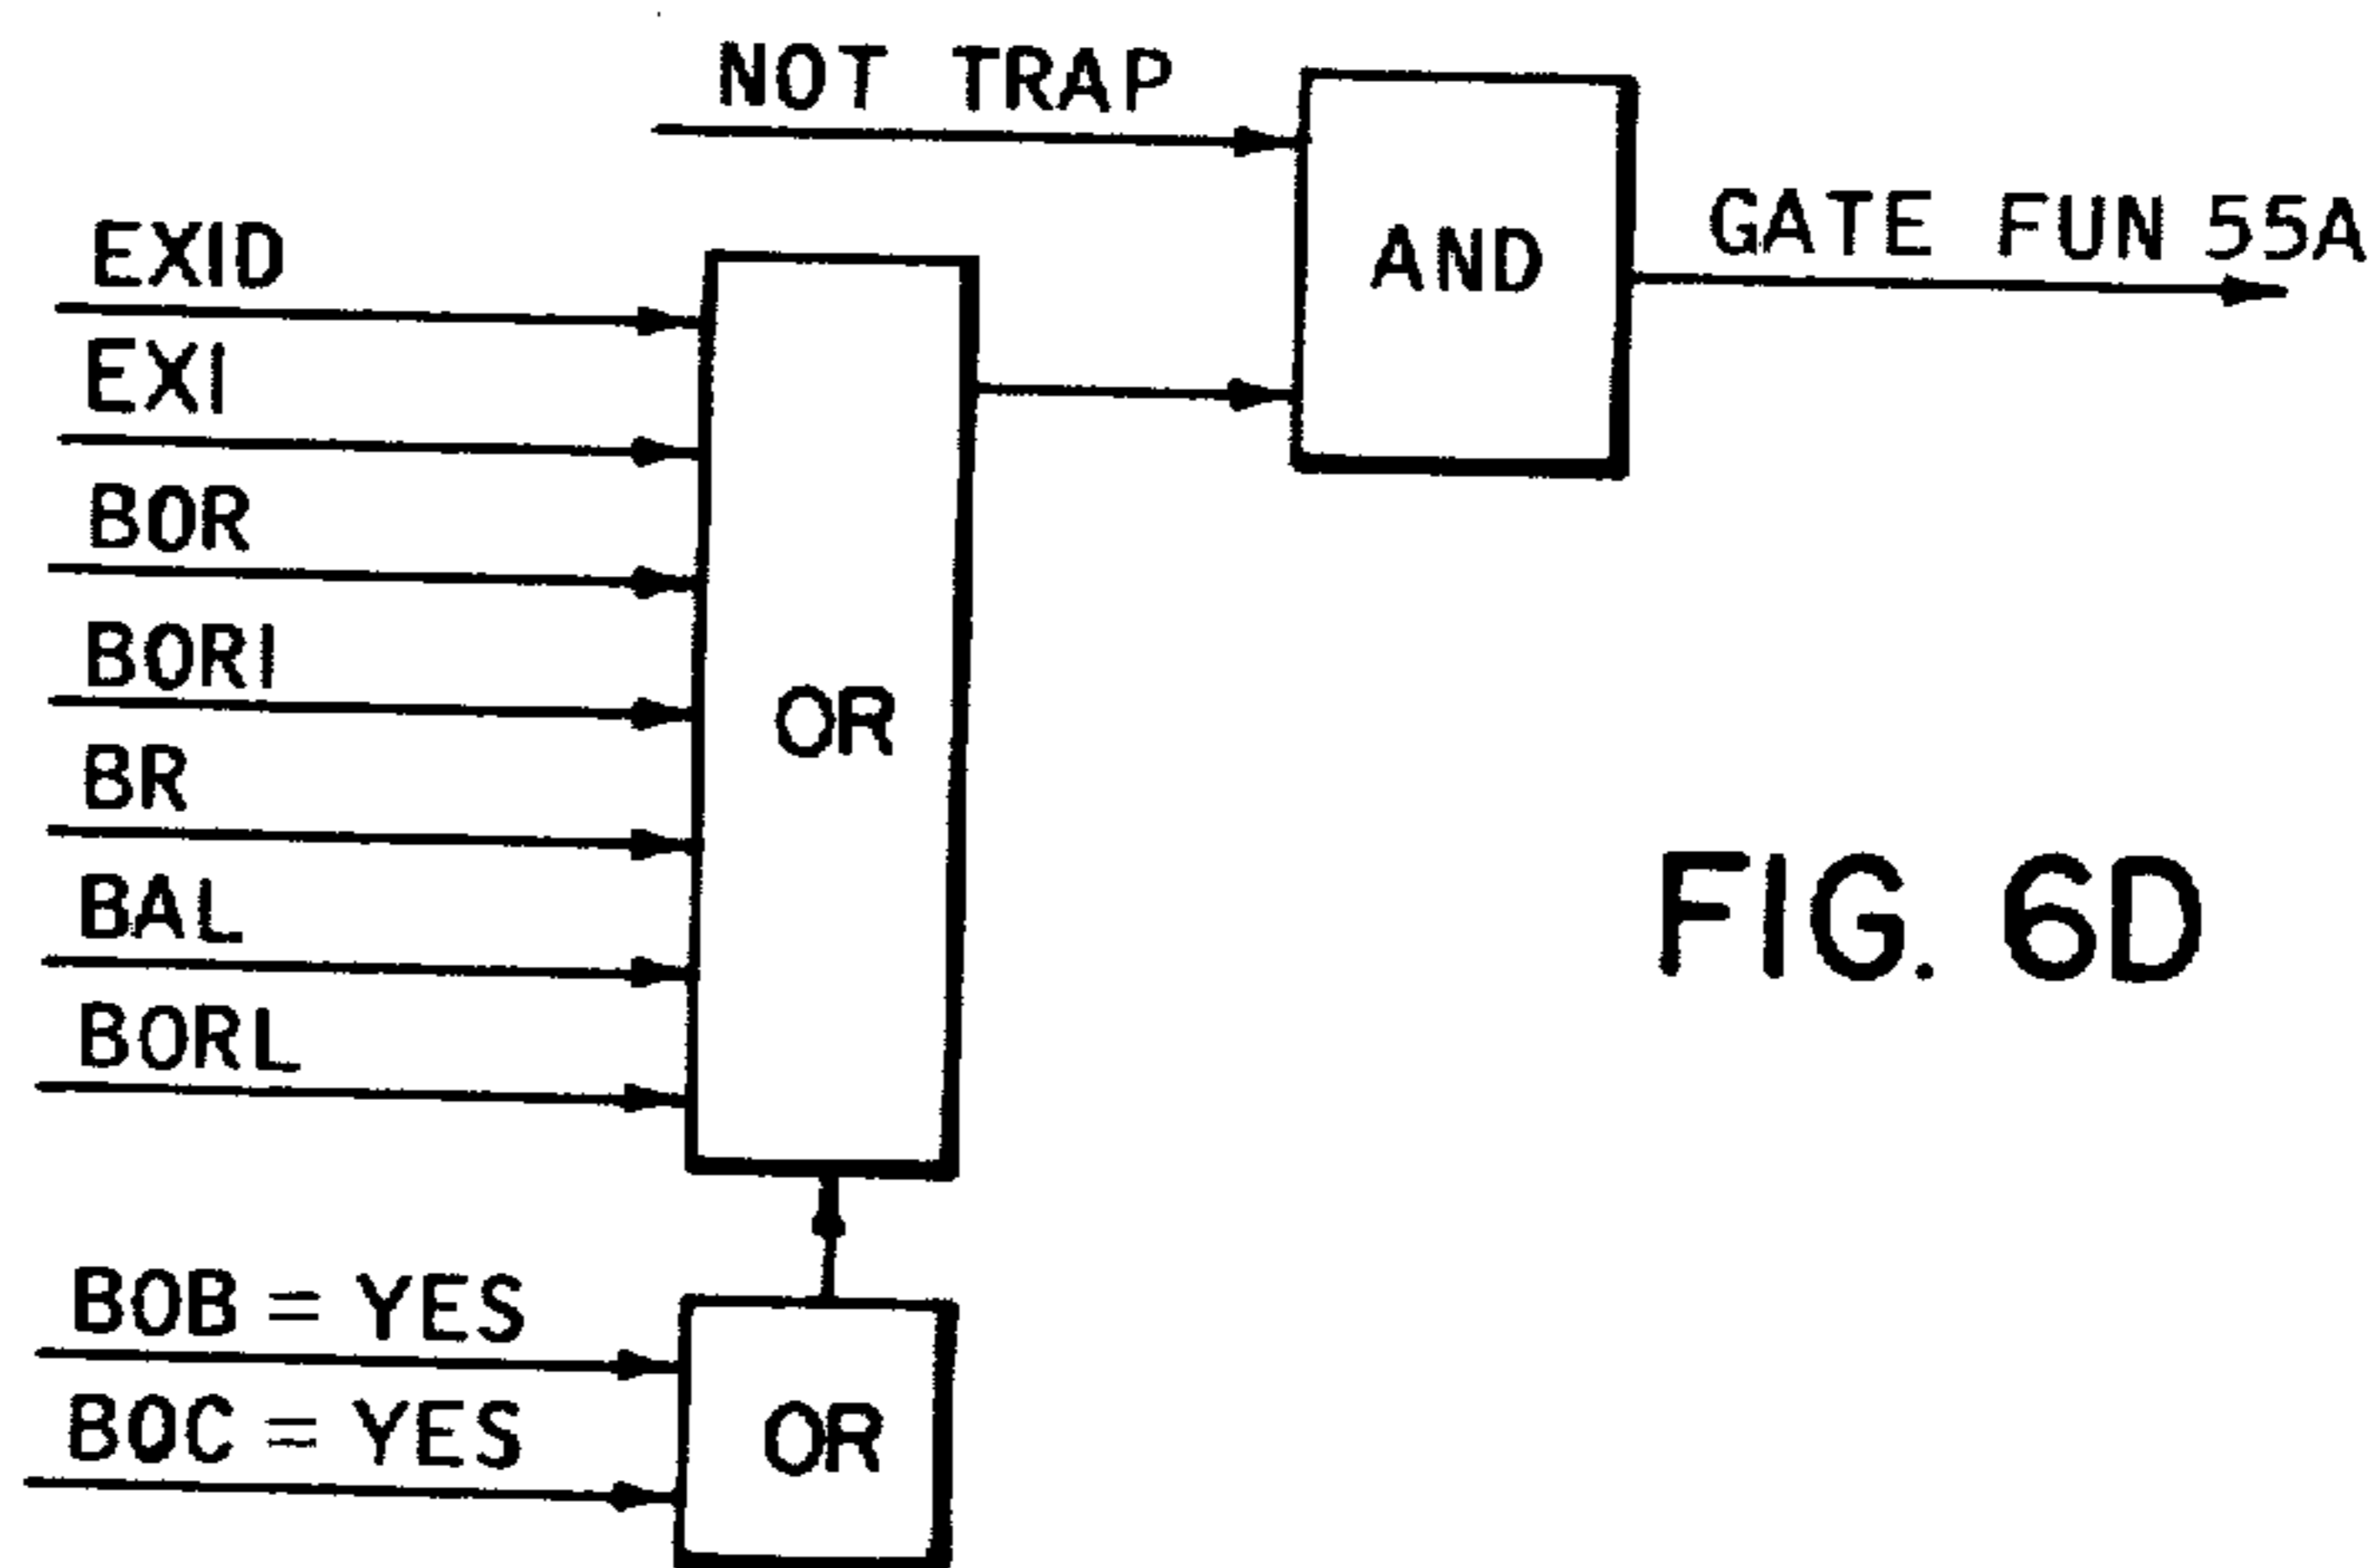 NOT TRAP
AND
GATE FUN 55A
EXID
EXI
BOR
BORI
BR
BAL
BORL
OR
FIG. 6D
BOB = YES
BOC = YES
OR